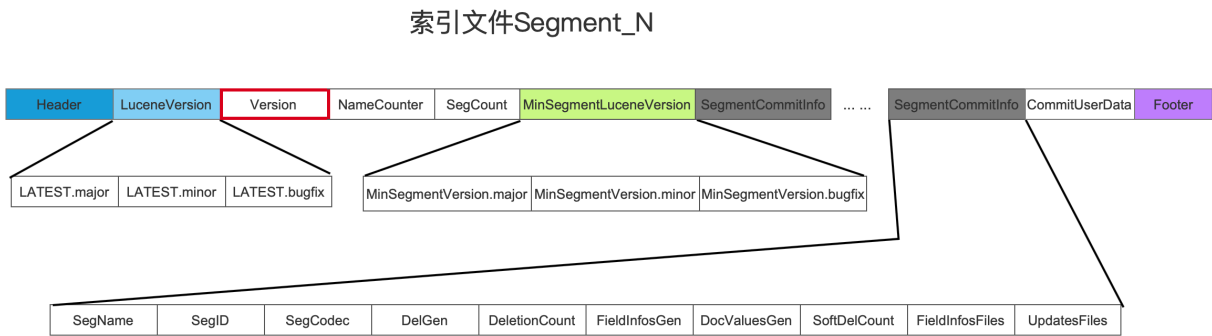 索引文件Segment_N
Header LuceneVersion Version NameCounter SegCount MinSegmentLuceneVersion SegmentCommitInfo ... ... SegmentCommitInfo CommitUserData Footer
LATEST.major LATEST.minor LATEST.bugfix MinSegmentVersion.major MinSegmentVersion.minor MinSegmentVersion.bugfix
SegName SegID SegCodec DelGen DeletionCount FieldInfosGen DocValuesGen SoftDelCount FieldInfosFiles UpdatesFiles